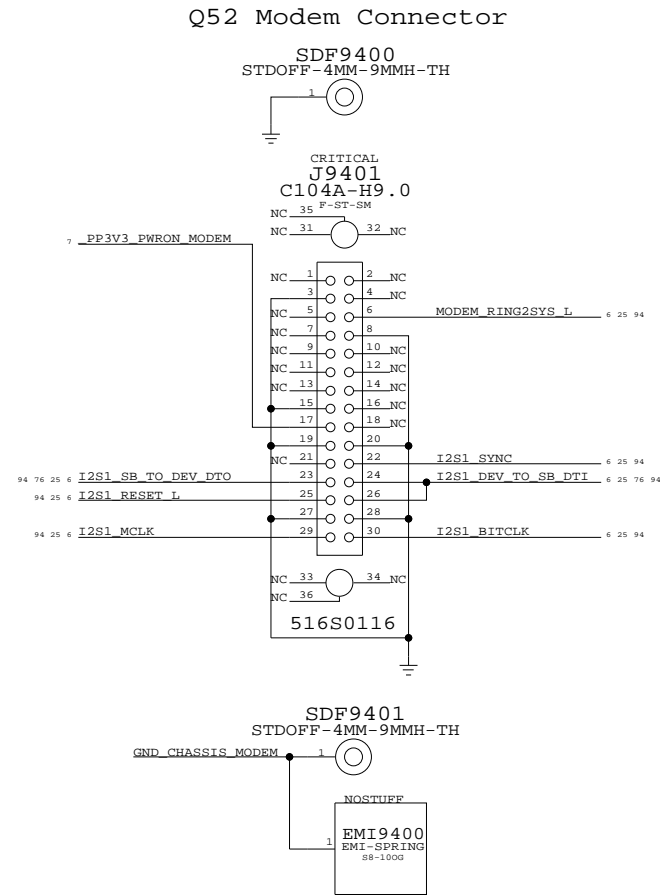 Q52 Modem Connector
SDF9400
STDOFF-4MM-9MMH-TH
1
CRITICAL
J9401
C104A-H9.0
F-ST-SM
NC 35
NC 31 32 NC
7 _PP3V3_PWRON_MODEM
NC 1 2 NC
3 4 NC
NC 5 6 MODEM_RING2SYS_L 6 25 94
NC 7 8
NC 9 10 NC
NC 11 12 NC
NC 13 14 NC
15 16 NC
17 18 NC
19 20
NC 21 22 I2S1_SYNC 6 25 94
94 76 25 6 I2S1_SB_TO_DEV_DTO 23 24 I2S1_DEV_TO_SB_DTI 6 25 76 94
94 25 6 I2S1_RESET_L 25 26
27 28
94 25 6 I2S1_MCLK 29 30 I2S1_BITCLK 6 25 94
NC 33 34 NC
NC 36
516S0116
SDF9401
STDOFF-4MM-9MMH-TH
GND_CHASSIS_MODEM 1
NOSTUFF
EMI9400
1 EMI-SPRING
S8-10OG